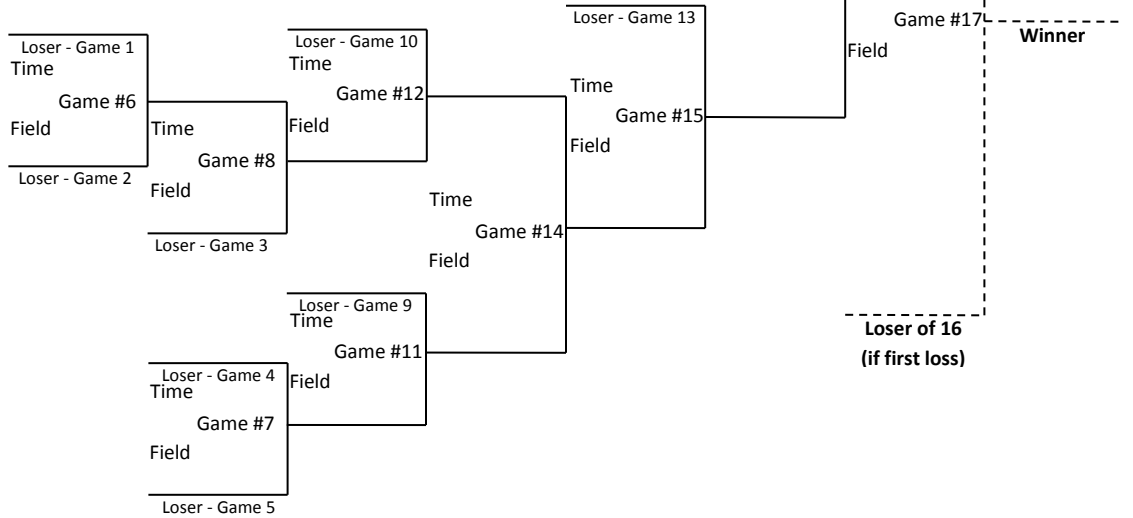 Loser - Game 13
Game #17
Winner
Field
Loser - Game 1
Time
Game #6
Field
Loser - Game 2
Loser - Game 10
Time
Game #12
Field
Time
Game #8
Field
Loser - Game 3
Time
Game #15
Field
Time
Game #14
Field
Loser - Game 9
Time
Game #11
Field
Loser - Game 4
Time
Game #7
Field
Loser - Game 5
Loser of 16
(if first loss)